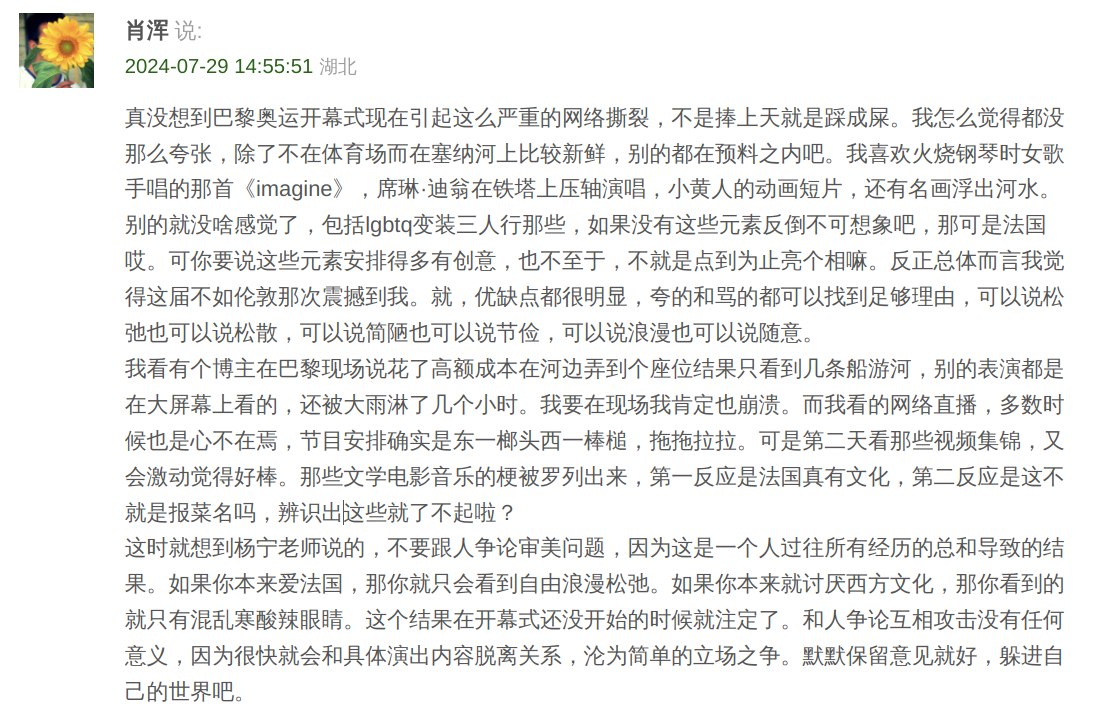 肖浑 说:
2024-07-29 14:55:51 湖北
真没想到巴黎奥运开幕式现在引起这么严重的网络撕裂，不是捧上天就是踩成屎。我怎么觉得都没
那么夸张，除了不在体育场而在塞纳河上比较新鲜，别的都在预料之内吧。我喜欢火烧钢琴时女歌
手唱的那首《imagine》，席琳·迪翁在铁塔上压轴演唱，小黄人的动画短片，还有名画浮出河水。
别的就没啥感觉了，包括lgbtq变装三人行那些，如果没有这些元素反倒不可想象吧，那可是法国
哎。可你要说这些元素安排得多有创意，也不至于，不就是点到为止亮个相嘛。反正总体而言我觉
得这届不如伦敦那次震撼到我。就，优缺点都很明显，夸的和骂的都可以找到足够理由，可以说松
弛也可以说松散，可以说简陋也可以说节俭，可以说浪漫也可以说随意。
我看有个博主在巴黎现场说花了高额成本在河边弄到个座位结果只看到几条船游河，别的表演都是
在大屏幕上看的，还被大雨淋了几个小时。我要在现场我肯定也崩溃。而我看的网络直播，多数时
候也是心不在焉，节目安排确实是东一榔头西一棒槌，拖拖拉拉。可是第二天看那些视频集锦，又
会激动觉得好棒。那些文学电影音乐的梗被罗列出来，第一反应是法国真有文化，第二反应是这不
就是报菜名吗，辨识出这些就了不起啦？
这时就想到杨宁老师说的，不要跟人争论审美问题，因为这是一个人过往所有经历的总和导致的结
果。如果你本来爱法国，那你就只会看到自由浪漫松弛。如果你本来就讨厌西方文化，那你看到的
就只有混乱寒酸辣眼睛。这个结果在开幕式还没开始的时候就注定了。和人争论互相攻击没有任何
意义，因为很快就会和具体演出内容脱离关系，沦为简单的立场之争。默默保留意见就好，躲进自
己的世界吧。